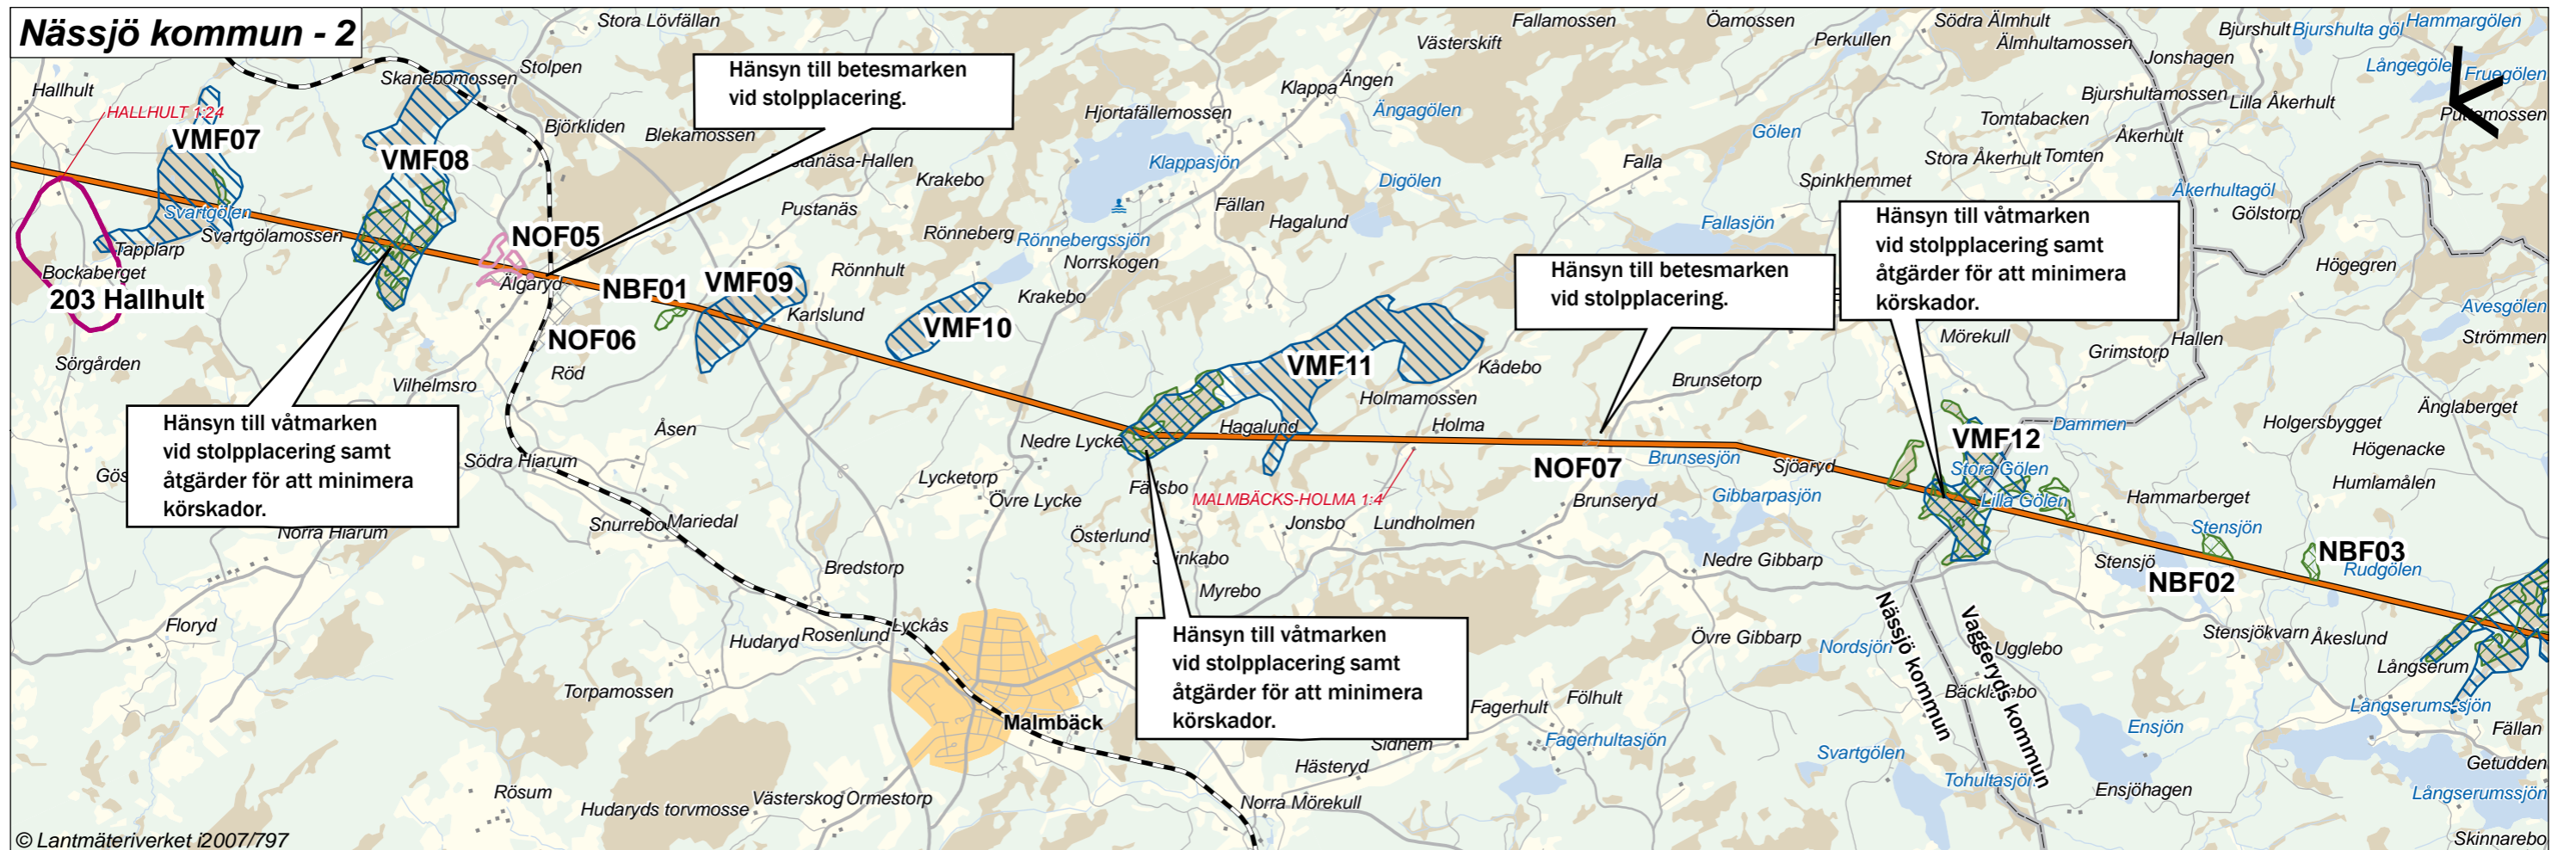 Nässjö kommun - 2
Stora Lövfällan
Fallamossen
Öamossen
Södra Älmhult
Bjurshult
Bjurshulta göl
Hammargölen
Västerskift
Perkullen
Älmhultamossen
Jonshagen
Långegöle
Fruegölen
Skanebomossen
Stolpen
Hallhult
HALLHULT 1:24
Hänsyn till betesmarken
vid stolpplacering.
Klappa
Ängen
Hjortafällemossen
Ängagölen
Gölen
Bjurshultamossen
Lilla Åkerhult
Tomtabacken
Åkerhult
VMF07
VMF08
Björkliden
Blekamossen
Klappasjön
Falla
Stora Åkerhult
Tomten
Krakebo
Digölen
Spinkhemmet
Åkerhultagöl
Gölstorp
Svartgölen
Svartgölamossen
Tapplarp
Pustanäs
Fällan
Hagalund
Fallasjön
NOF05
Rönneberg
Rönnebergssjön
Norrskogen
Hänsyn till våtmarken
vid stolpplacering samt
åtgärder för att minimera
körskador.
Bockaberget
203 Hallhult
Älgaryd
NBF01
VMF09
Rönnhult
Krakebo
Karlslund
VMF10
Hänsyn till betesmarken
vid stolpplacering.
Högegren
Avesgölen
Strömmen
NOF06
Sörgården
Röd
Vilhelmsro
VMF11
Kådebo
Holmamossen
Brunsetorp
Mörekull
Grimstorp
Hallen
Hänsyn till våtmarken
vid stolpplacering samt
åtgärder för att minimera
körskador.
Åsen
Södra Hiarum
Nedre Lycke
Hagalund
Holma
NOF07
Brunsesjön
Sjöaryd
VMF12
Dammen
Stora Gölen
Lilla Gölen
Holgersbygget
Änglaberget
Högenacke
Humlamålen
Lycketorp
Övre Lycke
MALMBÄCKS-HOLMA 1:4
Brunseryd
Gibbarpasjön
Hammarberget
Stensjön
Norra Hiarum
Snurrebo
Mariedal
Österlund
Jonsbo
Lundholmen
Nedre Gibbarp
Stensjö
NBF02
NBF03
Rudgölen
Bredstorp
Myrebo
Floryd
Hudaryd
Rosenlund
Lyckås
Hänsyn till våtmarken
vid stolpplacering samt
åtgärder för att minimera
körskador.
Övre Gibbarp
Nordsjön
Nässjö kommun
Vaggeryds kommun
Ugglebo
Stensjökvarn
Åkeslund
Långserum
Torpamossen
Malmbäck
Fagerhult
Fölhult
Långserumssjön
Fällan
Sidhem
Fagerhultasjön
Svartgölen
Ensjön
Getudden
Hästeryd
Tohultasjön
Ensjöhagen
Långserumssjön
Rösum
Hudaryds torvmosse
Västerskog
Ormestorp
Norra Mörekull
Skinnarebo
© Lantmäteriverket i2007/797